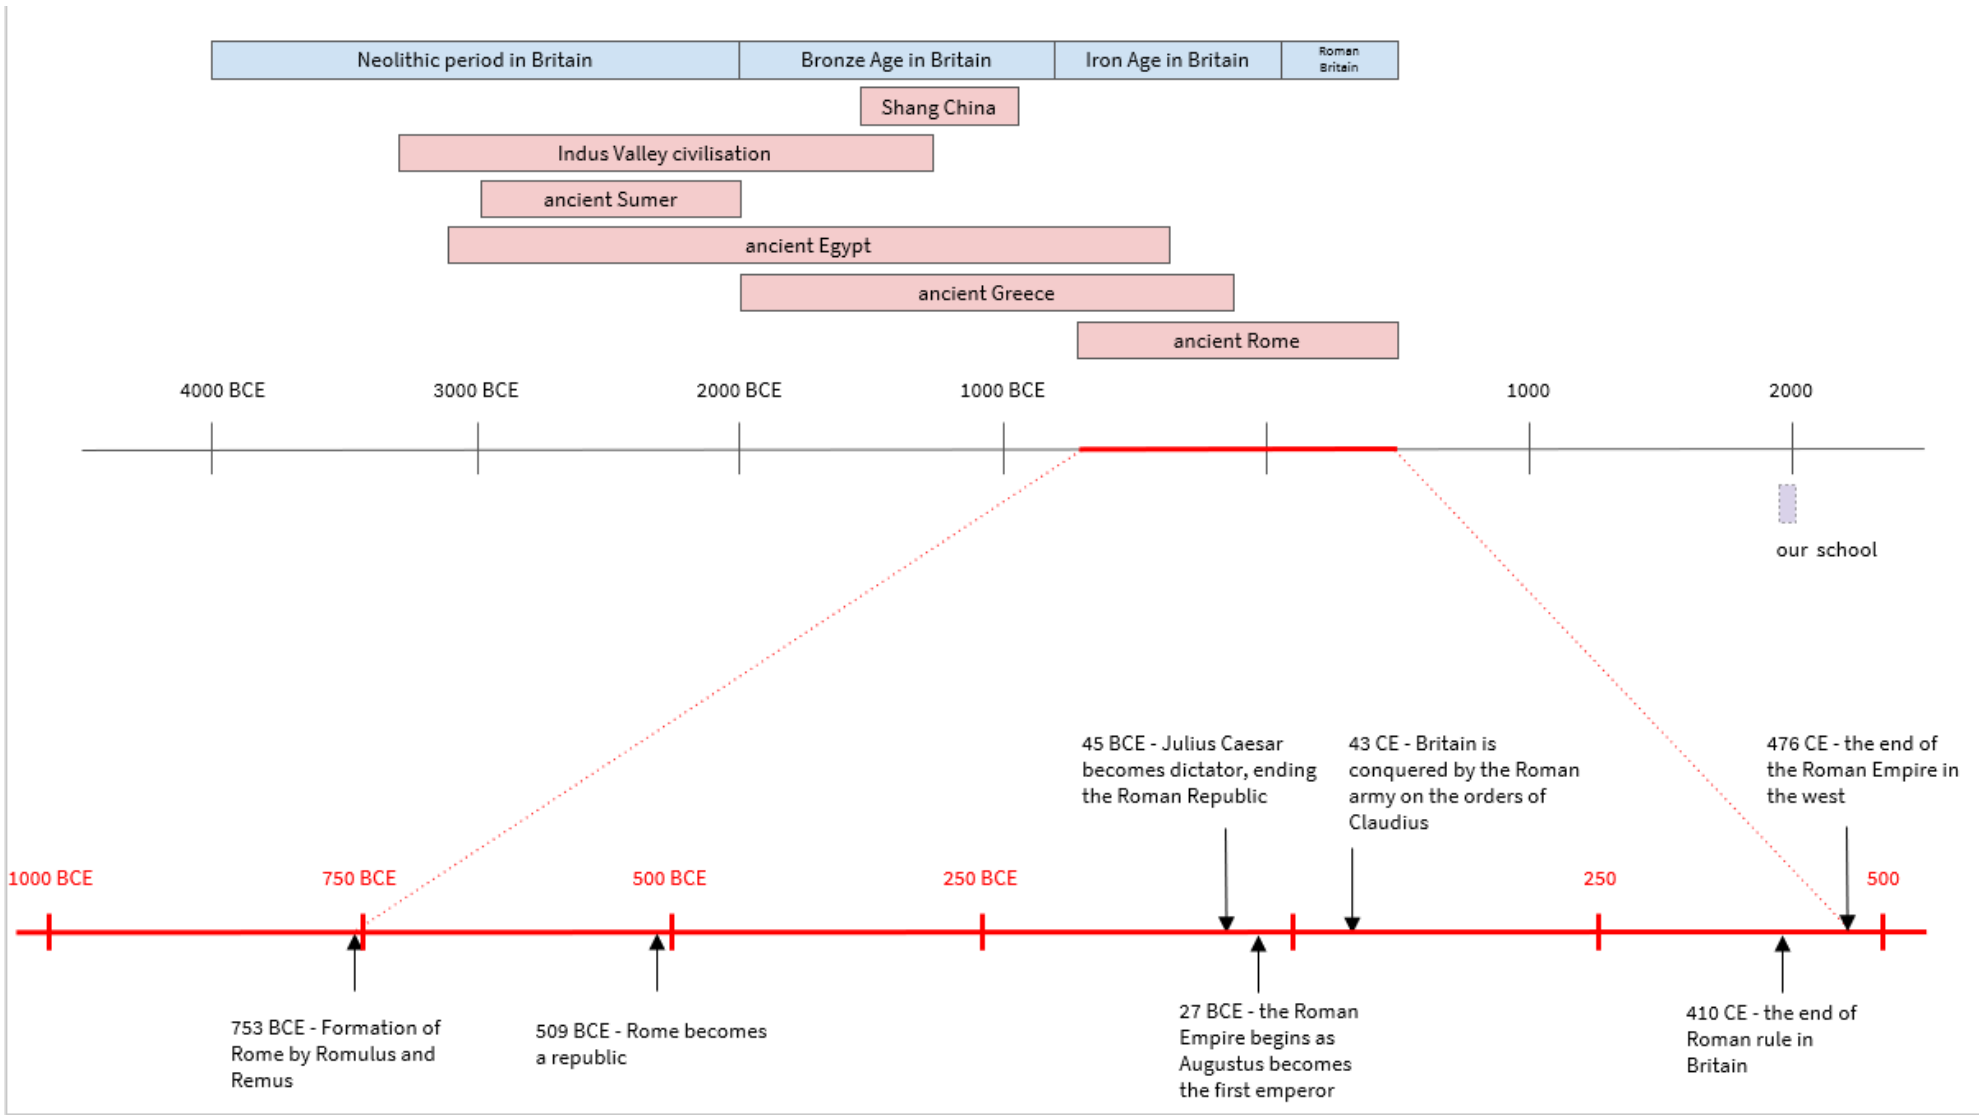 Neolithic period in Britain
Bronze Age in Britain
Iron Age in Britain
Roman
Britain
Shang China
Indus Valley civilisation
ancient Sumer
ancient Egypt
ancient Greece
ancient Rome
4000 BCE
3000 BCE
2000 BCE
1000 BCE
1000
2000
our school
45 BCE - Julius Caesar
becomes dictator, ending
the Roman Republic
43 CE - Britain is
conquered by the Roman
army on the orders of
Claudius
476 CE - the end of
the Roman Empire in
the west
1000 BCE
750 BCE
500 BCE
250 BCE
250
500
753 BCE - Formation of
Rome by Romulus and
Remus
509 BCE - Rome becomes
a republic
27 BCE - the Roman
Empire begins as
Augustus becomes
the first emperor
410 CE - the end of
Roman rule in
Britain